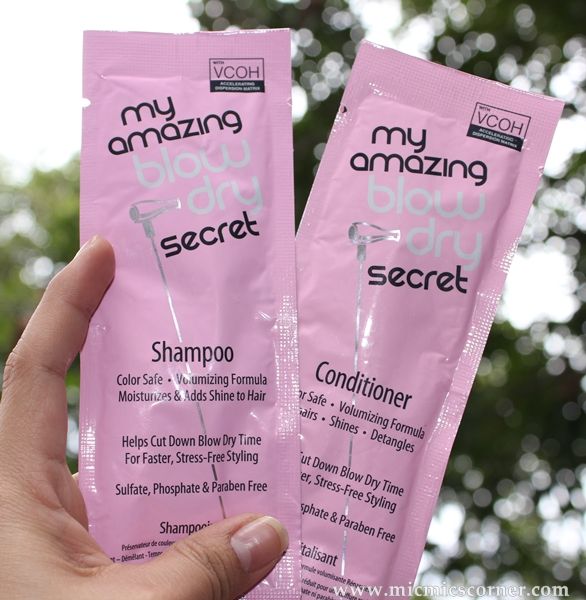 WITH
VCOH
ACCELERATING
DISPERSION MATRIX
my
amazing
blow
dry
secret
Shampoo
Color Safe • Volumizing Formula
Moisturizes & Adds Shine to Hair
Helps Cut Down Blow Dry Time
For Faster, Stress-Free Styling
Sulfate, Phosphate & Paraben Free
WITH
VCOH
ACCELERATING
DISPERSION MATRIX
my
amazing
blow
dry
secret
Conditioner
Safe • Volumizing Formula
Shines • Detangles
Cut Down Blow Dry Time
Stress-Free Styling
& Paraben Free
www.micmicscorner.com